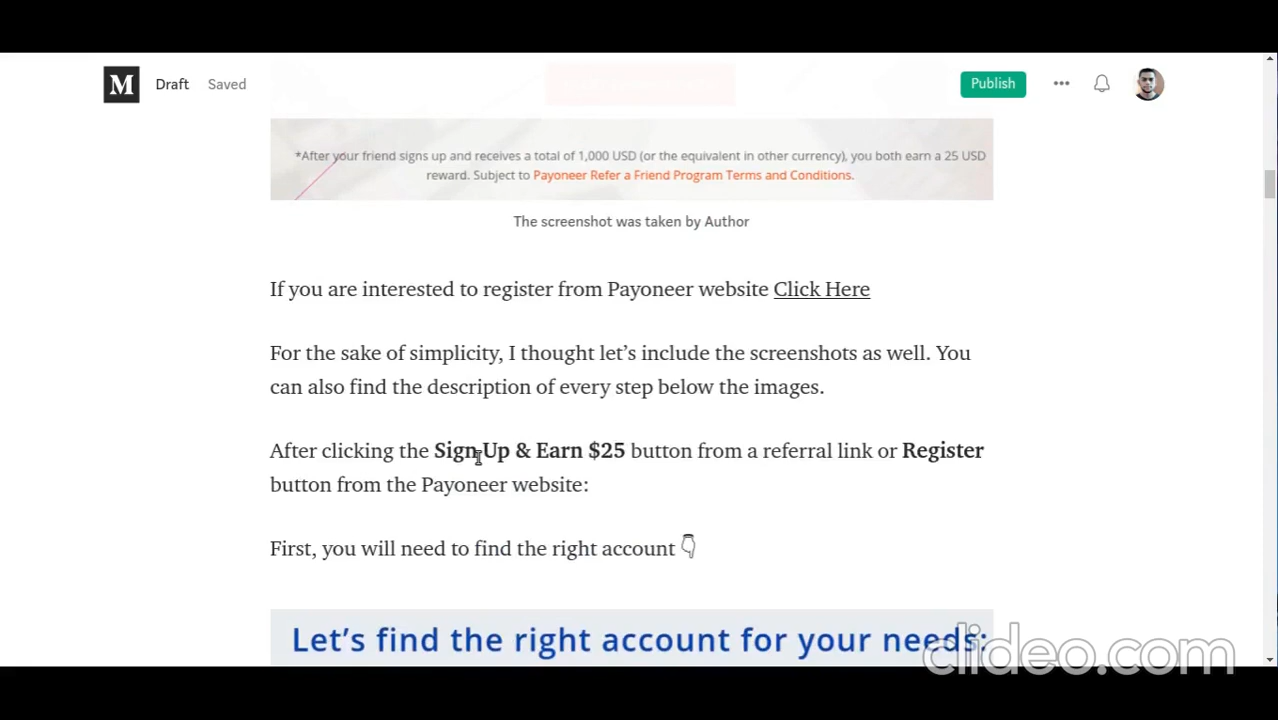 M Draft Saved Publish
*After your friend signs up and receives a total of 1,000 USD (or the equivalent in other currency), you both earn a 25 USD
reward. Subject to Payoneer Refer a Friend Program Terms and Conditions.
The screenshot was taken by Author
If you are interested to register from Payoneer website Click Here
For the sake of simplicity, I thought let’s include the screenshots as well. You
can also find the description of every step below the images.
After clicking the Sign Up & Earn $25 button from a referral link or Register
button from the Payoneer website:
First, you will need to find the right account 👇
Let’s find the right account for your needs:
clideo.com